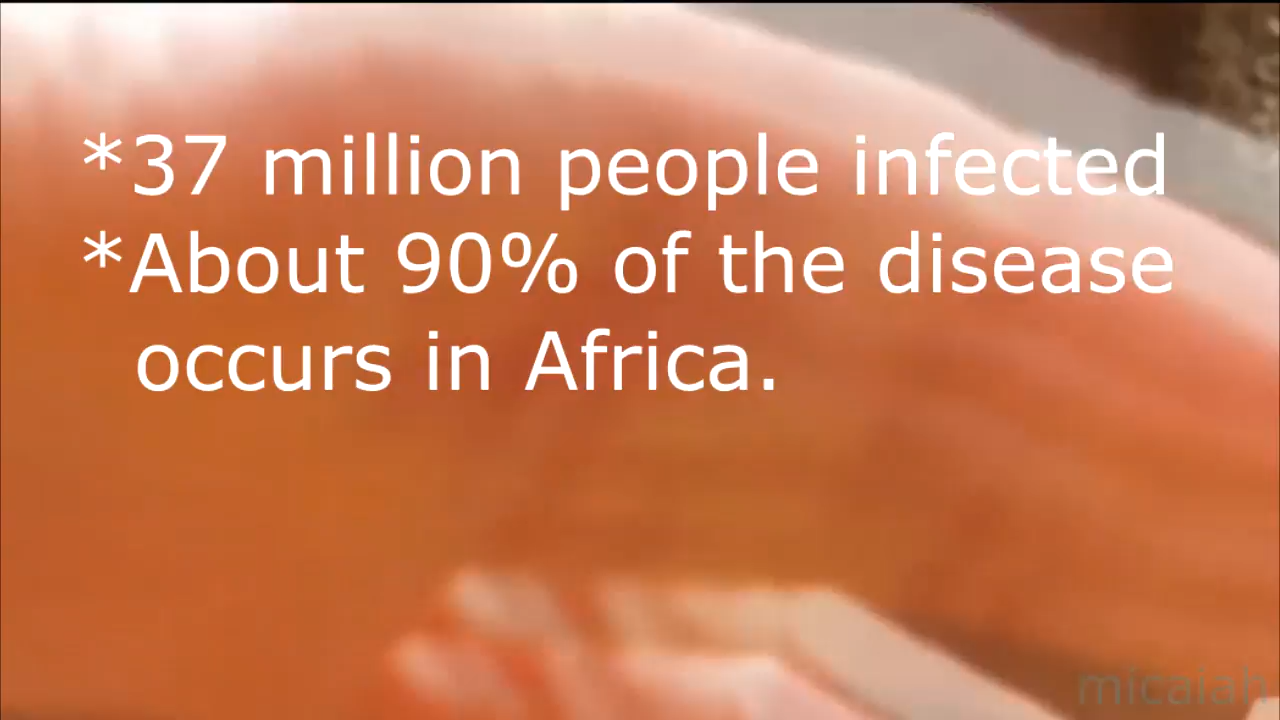 *37 million people infected
*About 90% of the disease
occurs in Africa.
micaiah